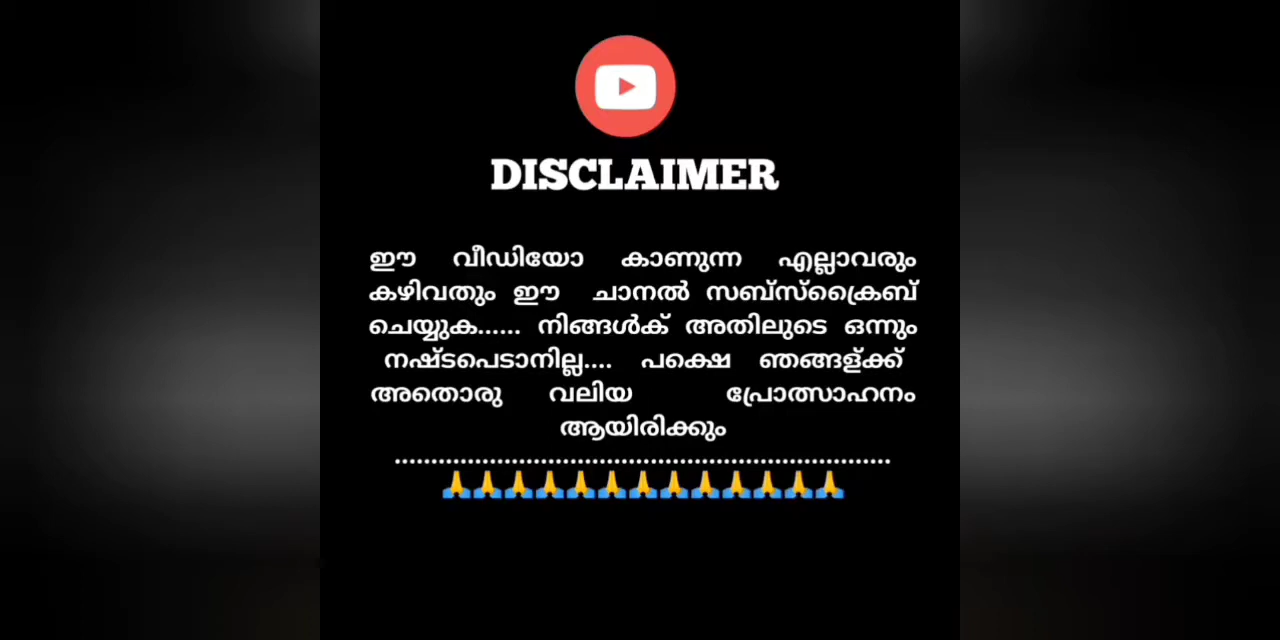 DISCLAIMER
ഈ വീഡിയോ കാണുന്ന എല്ലാവരും
കഴിവതും ഈ ചാനൽ സബ്സ്ക്രൈബ്
ചെയ്യുക...... നിങ്ങൾക് അതിലുടെ ഒന്നും
നഷ്ടപെടാനില്ല.... പക്ഷെ ഞങ്ങള്ക്ക്
അതൊരു വലിയ പ്രോത്സാഹനം
ആയിരിക്കും
..................................................................
🙏🙏🙏🙏🙏🙏🙏🙏🙏🙏🙏🙏🙏